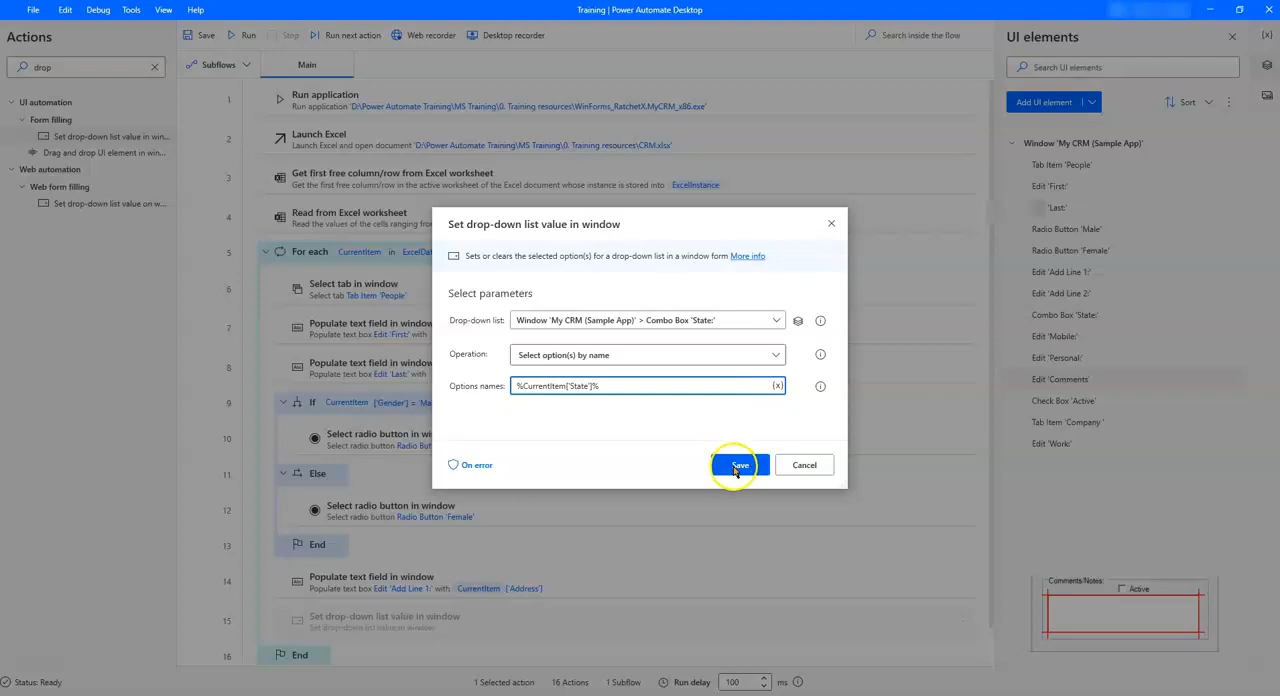 File Edit Debug Tools View Help
Training | Power Automate Desktop
Actions
drop
UI automation
Form filling
Set drop-down list value in win...
Drag and drop UI element in win...
Web automation
Web form filling
Set drop-down list value on w...
Save Run Stop Run next action Web recorder Desktop recorder
Search inside the flow
Subflows
Main
1
Run application
Run application 'D:\Power Automate Training\MS Training\0. Training resources\WinForms_RatchetX.MyCRM_x86.exe'
2
Launch Excel
Launch Excel and open document 'D:\Power Automate Training\MS Training\0. Training resources\CRM.xlsx'
3
Get first free column/row from Excel worksheet
Get the first free column/row in the active worksheet of the Excel document whose instance is stored into ExcelInstance
4
Read from Excel worksheet
Read the values of the cells ranging from
5
For each CurrentItem in ExcelDat
6
Select tab in window
Select tab Tab Item 'People'
7
Populate text field in window
Populate text box Edit 'First:' with
8
Populate text field in window
Populate text box Edit 'Last:' with
9
If CurrentItem ['Gender'] = 'Ma
10
Select radio button in wi
Select radio button Radio But
11
Else
12
Select radio button in window
Select radio button Radio Button 'Female'
13
End
14
Populate text field in window
Populate text box Edit 'Add Line 1:' with CurrentItem ['Address']
15
Set drop-down list value in window
Set drop-down list value in window
16
End
Set drop-down list value in window
Sets or clears the selected option(s) for a drop-down list in a window form More info
Select parameters
Drop-down list: Window 'My CRM (Sample App)' > Combo Box 'State:'
Operation: Select option(s) by name
Options names: %CurrentItem['State']% {x}
On error
Save
Cancel
UI elements
{x}
Search UI elements
Add UI element
Sort
Window 'My CRM (Sample App)'
Tab Item 'People'
Edit 'First:'
'Last:'
Radio Button 'Male'
Radio Button 'Female'
Edit 'Add Line 1:'
Edit 'Add Line 2:'
Combo Box 'State:'
Edit 'Mobile:'
Edit 'Personal:'
Edit 'Comments'
Check Box 'Active'
Tab Item 'Company '
Edit 'Work:'
Comments/Notes:
Active
Status: Ready
1 Selected action
16 Actions
1 Subflow
Run delay
100
ms